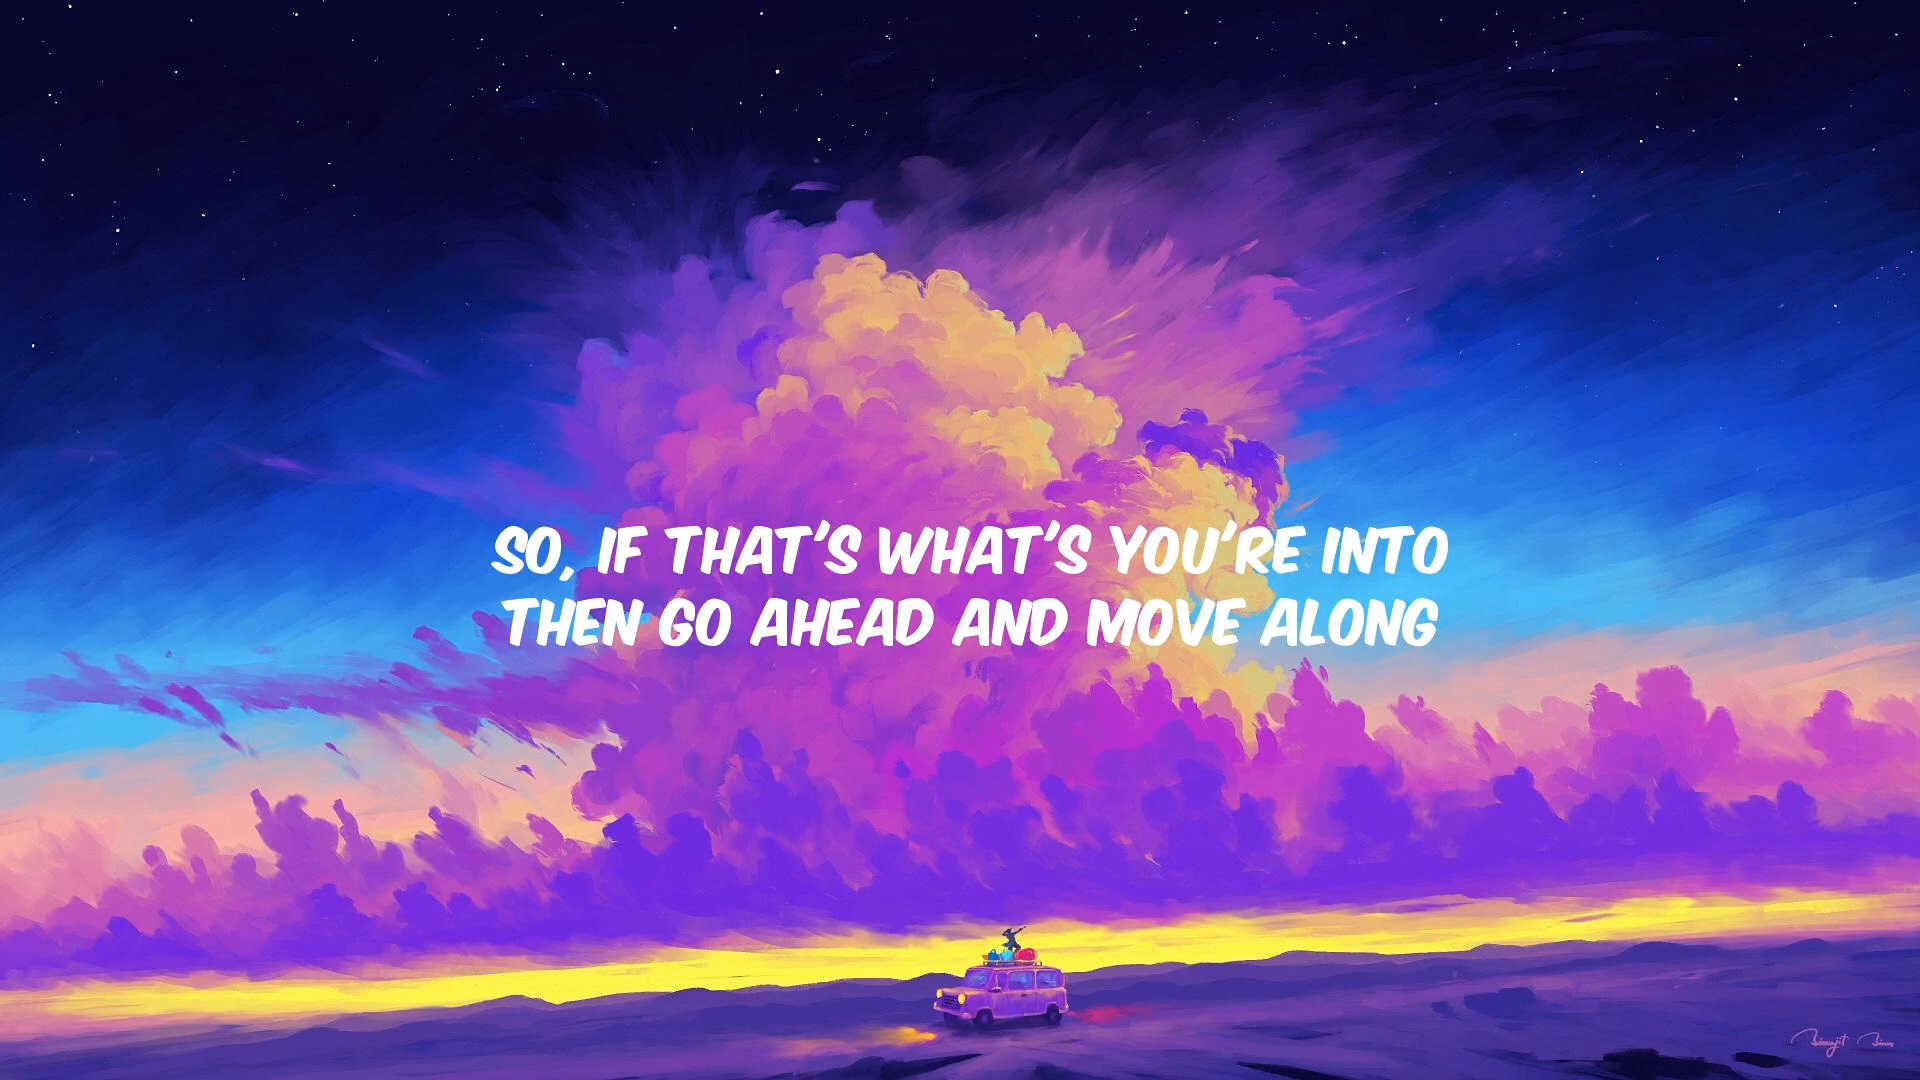 SO, IF THAT'S WHAT'S YOU'RE INTO
THEN GO AHEAD AND MOVE ALONG